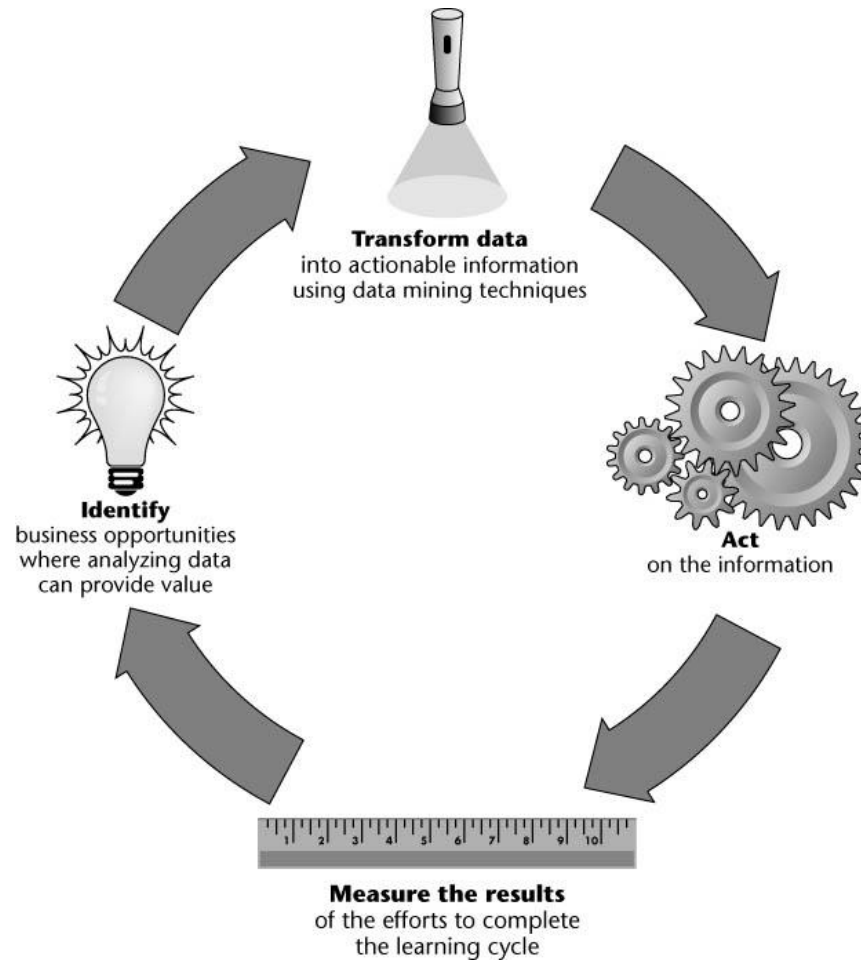 Transform data
into actionable information
using data mining techniques
Identify
business opportunities
where analyzing data
can provide value
Act
on the information
1 2 3 4 5 6 7 8 9 10
Measure the results
of the efforts to complete
the learning cycle